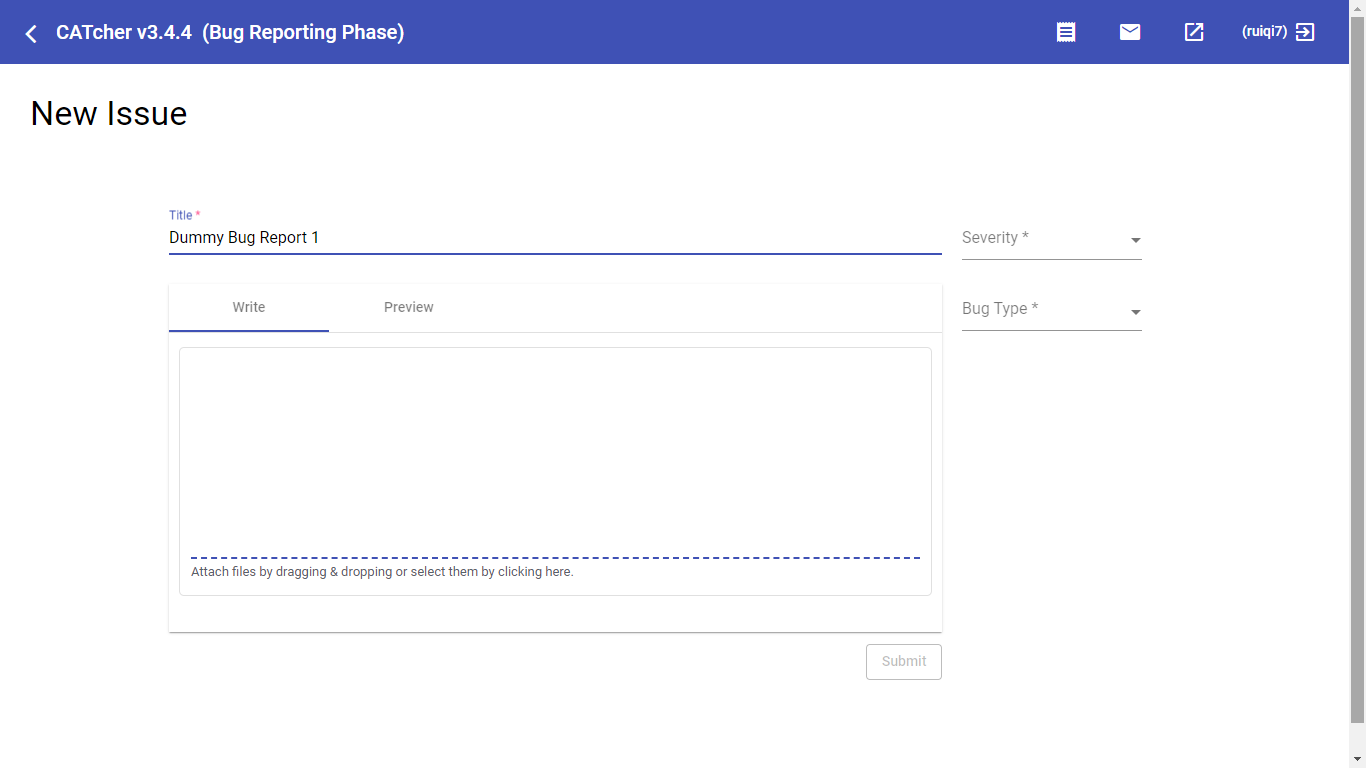 CATcher v3.4.4 (Bug Reporting Phase)
(ruiqi7)
New Issue
Title *
Dummy Bug Report 1
Severity *
Write
Preview
Bug Type *
Attach files by dragging & dropping or select them by clicking here.
Submit